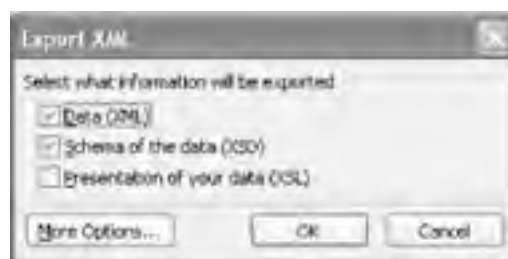 Export XML
Select what information will be exported
Data (XML)
Schema of the data (XSD)
Presentation of your data (XSL)
More Options...
OK
Cancel